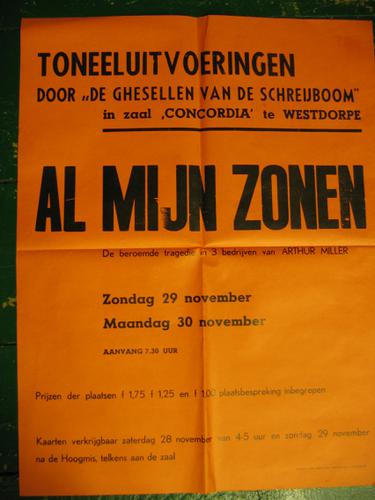 TONEELUITVOERINGEN
DOOR „DE GHESELLEN VAN DE SCHREIJBOOM"
in zaal ‚CONCORDIA' te WESTDORPE
AL MIJN ZONEN
De beroemde tragedie in 3 bedrijven van ARTHUR MILLER
Zondag 29 november
Maandag 30 november
AANVANG 7.30 UUR
Prijzen der plaatsen f 1,75 f 1,25 en f 1,00 plaatsbespreking inbegrepen
Kaarten verkrijgbaar zaterdag 28 november van 4-5 uur en zondag 29 november
na de Hoogmis, telkens aan de zaal